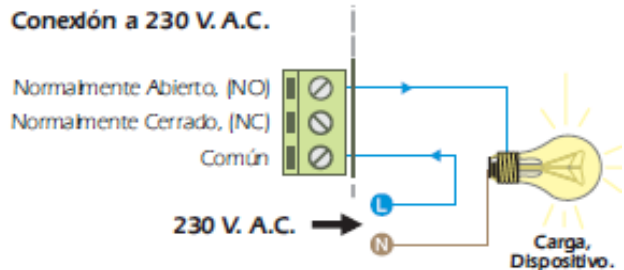 Conexión a 230 V. A.C.
Normalmente Abierto, (NO)
Normalmente Cerrado, (NC)
Común
L
230 V. A.C.
N
Carga,
Dispositivo.